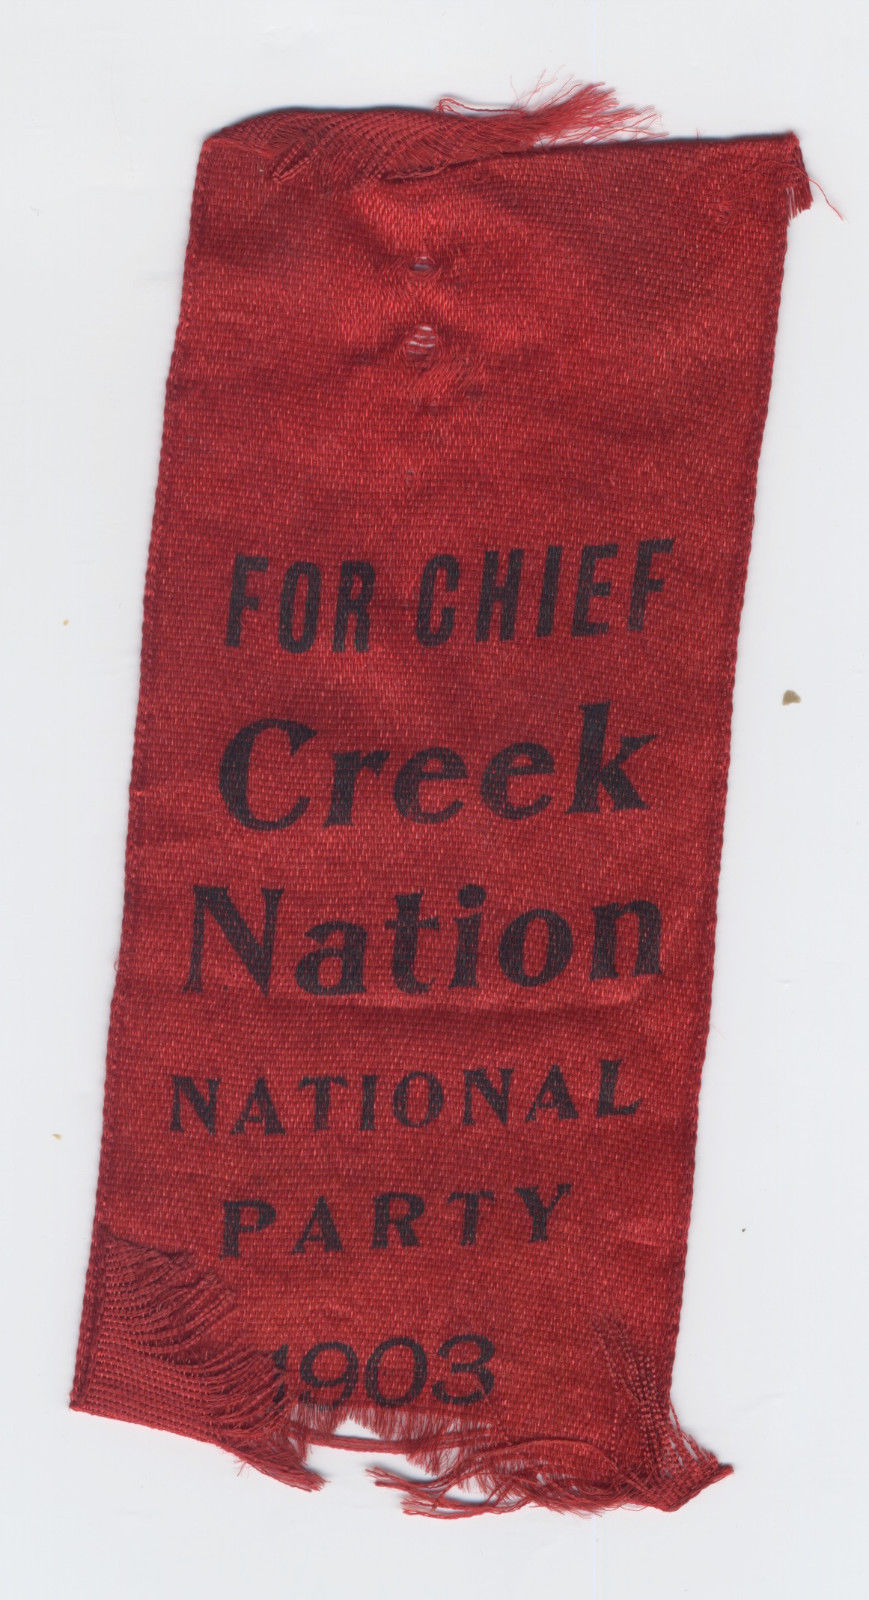 FOR CHIEF
Creek
Nation
NATIONAL
PARTY
1903